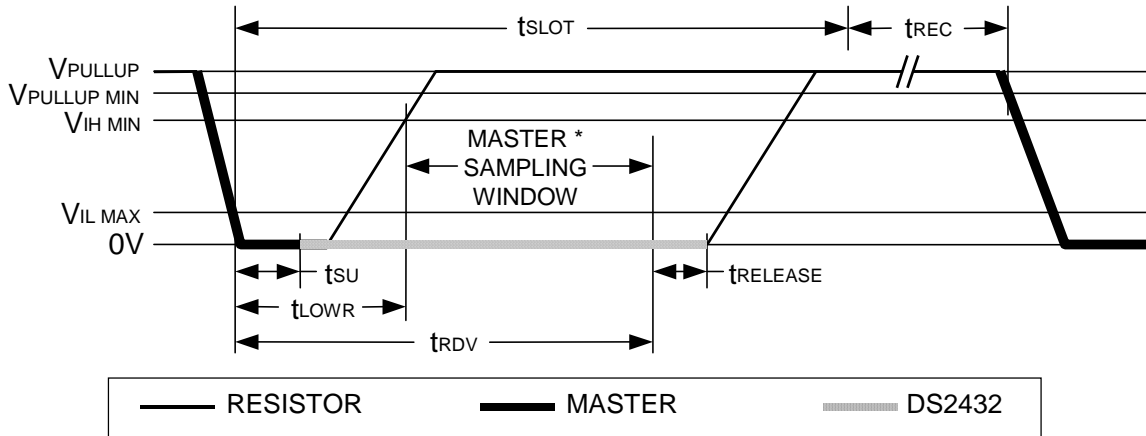 tSLOT
tREC
VPULLUP
VPULLUP MIN
VIH MIN
MASTER *
SAMPLING
WINDOW
VIL MAX
0V
tSU
tRELEASE
tLOWR
tRDV
RESISTOR MASTER DS2432